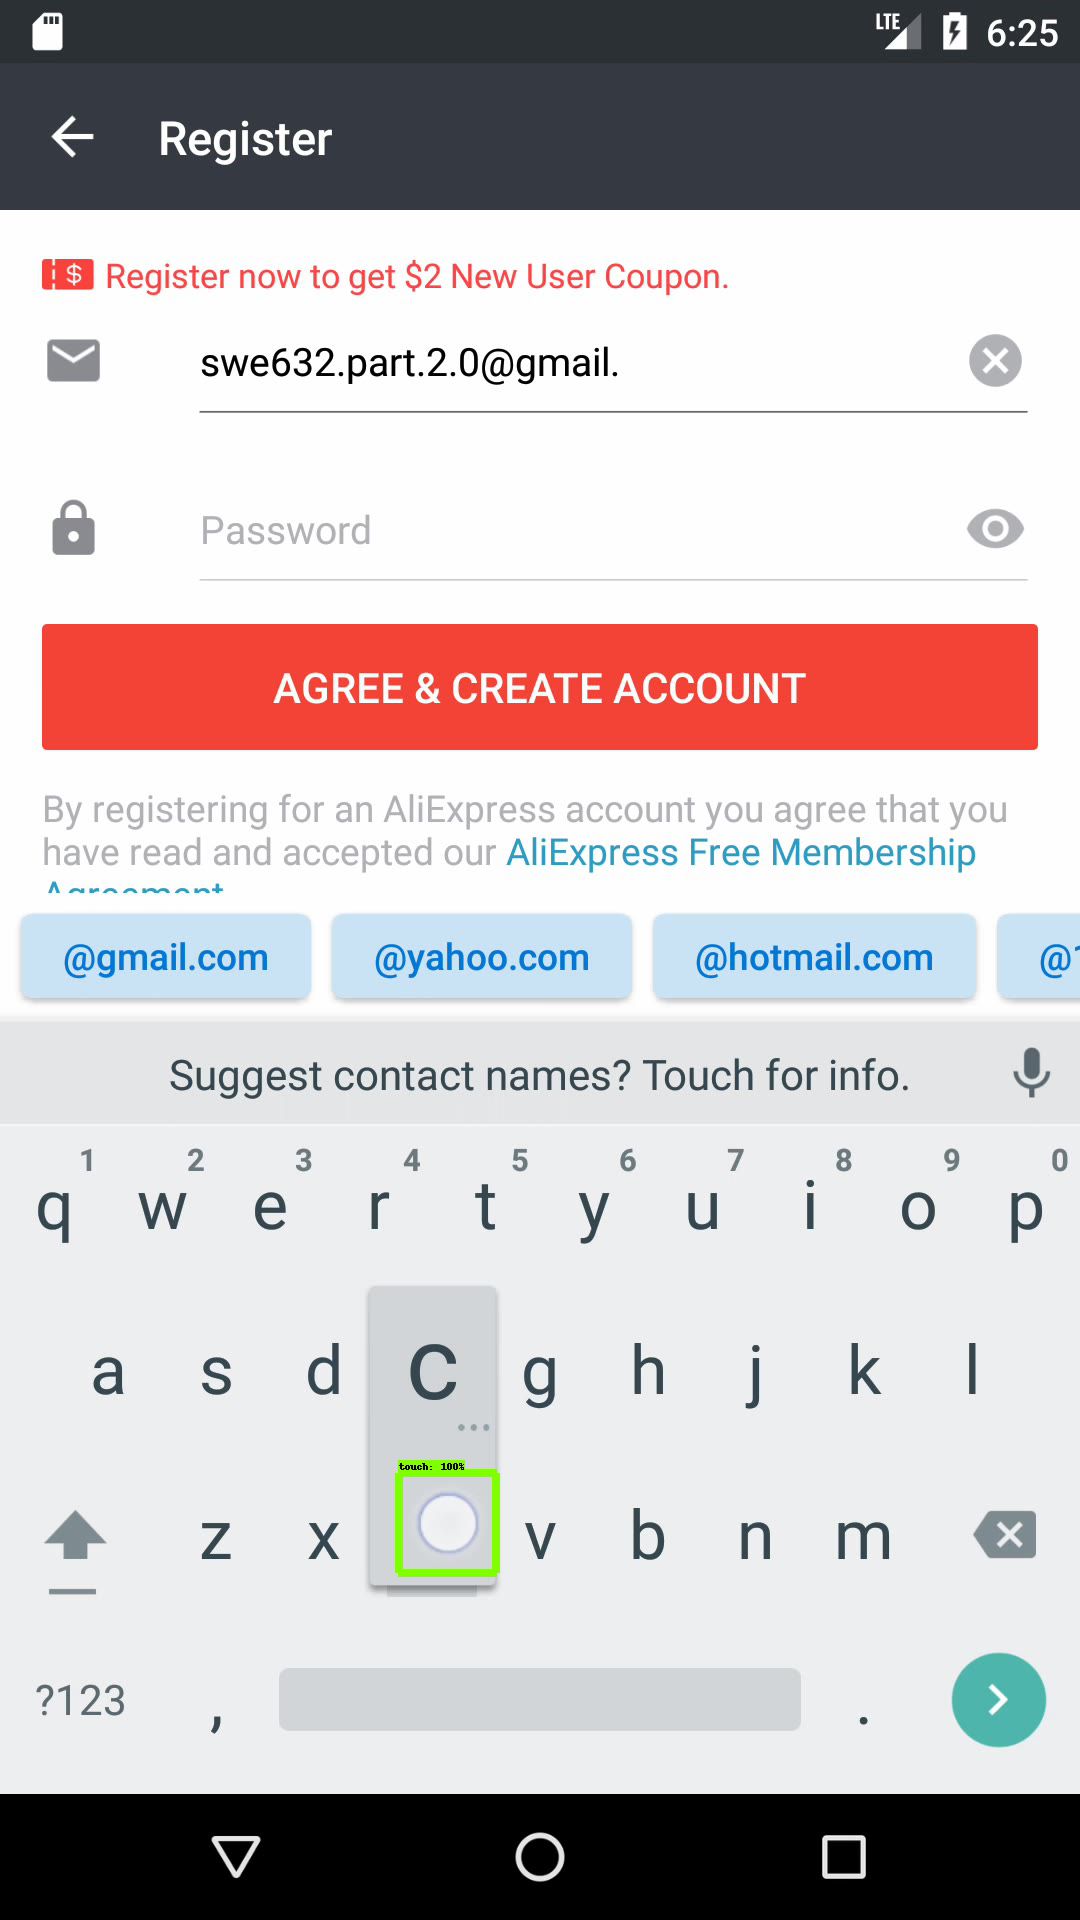 LTE 6:25
Register
$ Register now to get $2 New User Coupon.
swe632.part.2.0@gmail.
Password
AGREE & CREATE ACCOUNT
By registering for an AliExpress account you agree that you
have read and accepted our AliExpress Free Membership
Agreement
@gmail.com @yahoo.com @hotmail.com @1
Suggest contact names? Touch for info.
1 2 3 4 5 6 7 8 9 0
q w e r t y u i o p
a s d c g h j k l
touch: 100%
z x v b n m
?123 , .